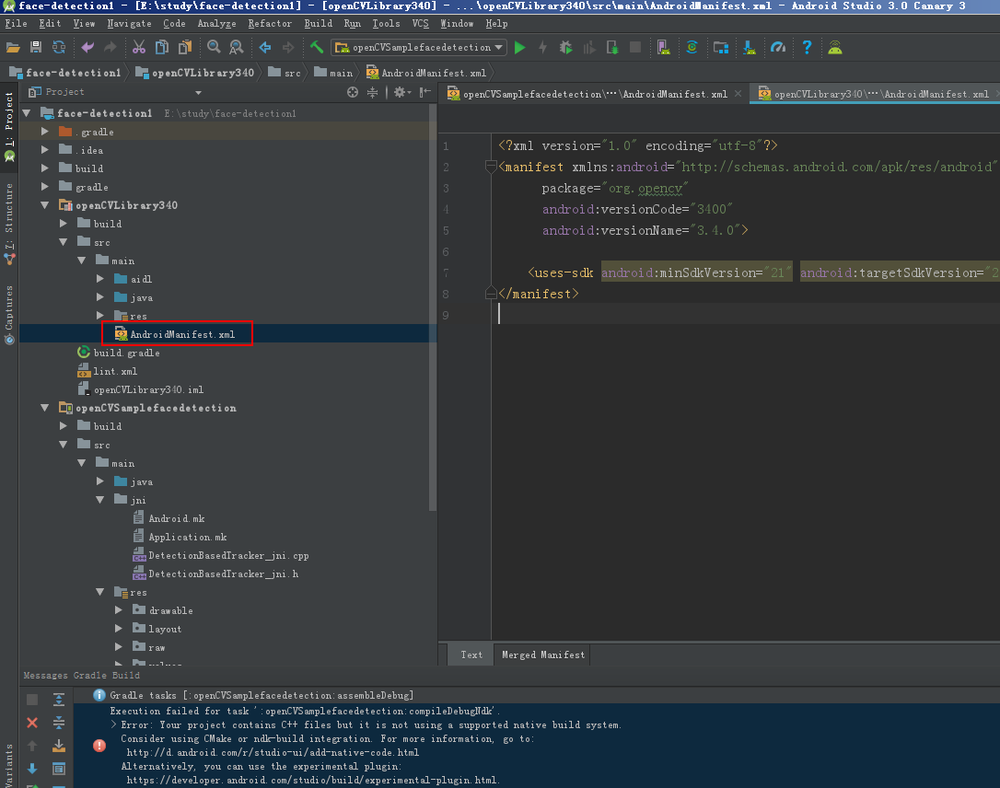 face-detection1 - [E:\study\face-detection1] - [openCVLibrary340] - ...\openCVLibrary340\src\main\AndroidManifest.xml - Android Studio 3.0 Canary 3
File Edit View Navigate Code Analyze Refactor Build Run Tools VCS Window Help
openCVSamplefacedetection
face-detection1 openCVLibrary340 src main AndroidManifest.xml
Project
openCVSamplefacedetection\···\AndroidManifest.xml
openCVLibrary340\···\AndroidManifest.xml
1: Project
7: Structure
Captures
Variants
face-detection1 E:\study\face-detection1
.gradle
.idea
build
gradle
openCVLibrary340
build
src
main
aidl
java
res
AndroidManifest.xml
build.gradle
lint.xml
openCVLibrary340.iml
openCVSamplefacedetection
build
src
main
java
jni
Android.mk
Application.mk
DetectionBasedTracker_jni.cpp
DetectionBasedTracker_jni.h
res
drawable
layout
raw
1 <?xml version="1.0" encoding="utf-8"?>
2 <manifest xmlns:android="http://schemas.android.com/apk/res/android"
3 package="org.opencv"
4 android:versionCode="3400"
5 android:versionName="3.4.0">
6
7 <uses-sdk android:minSdkVersion="21" android:targetSdkVersion="2
8 </manifest>
9
Text Merged Manifest
Messages Gradle Build
Gradle tasks [:openCVSamplefacedetection:assembleDebug]
Execution failed for task ':openCVSamplefacedetection:compileDebugNdk'.
> Error: Your project contains C++ files but it is not using a supported native build system.
Consider using CMake or ndk-build integration. For more information, go to:
http://d.android.com/r/studio-ui/add-native-code.html
Alternatively, you can use the experimental plugin:
https://developer.android.com/studio/build/experimental-plugin.html.